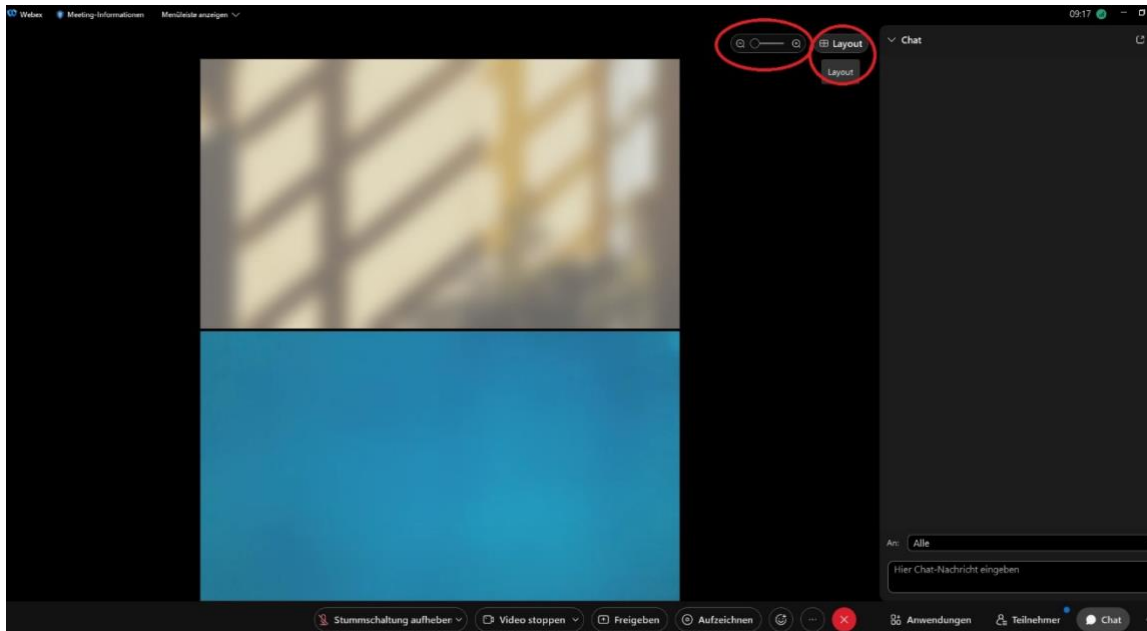 Webex Meeting-Informationen Menüleiste anzeigen 09:17
Layout
Layout
Chat
An: Alle
Hier Chat-Nachricht eingeben
Stummschaltung aufheben Video stoppen Freigeben Aufzeichnen Anwendungen Teilnehmer Chat